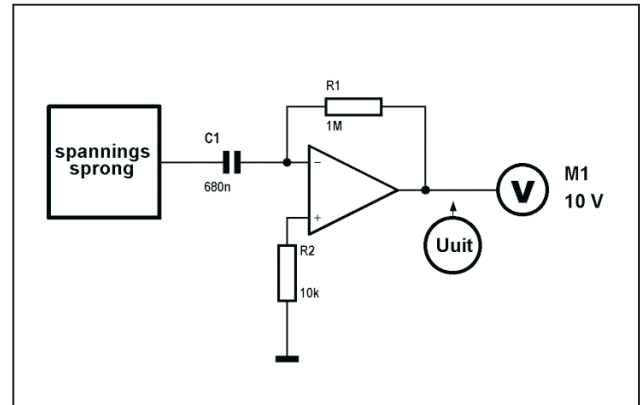 R1
1M
C1
680n
spannings
sprong
−
+
R2
10k
V
M1
10 V
Uuit